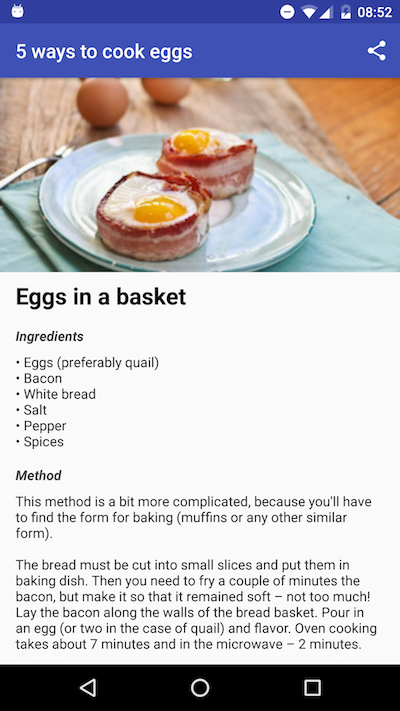 08:52
5 ways to cook eggs
Eggs in a basket
Ingredients
• Eggs (preferably quail)
• Bacon
• White bread
• Salt
• Pepper
• Spices
Method
This method is a bit more complicated, because you'll have
to find the form for baking (muffins or any other similar
form).
The bread must be cut into small slices and put them in
baking dish. Then you need to fry a couple of minutes the
bacon, but make it so that it remained soft – not too much!
Lay the bacon along the walls of the bread basket. Pour in
an egg (or two in the case of quail) and flavor. Oven cooking
takes about 7 minutes and in the microwave – 2 minutes.